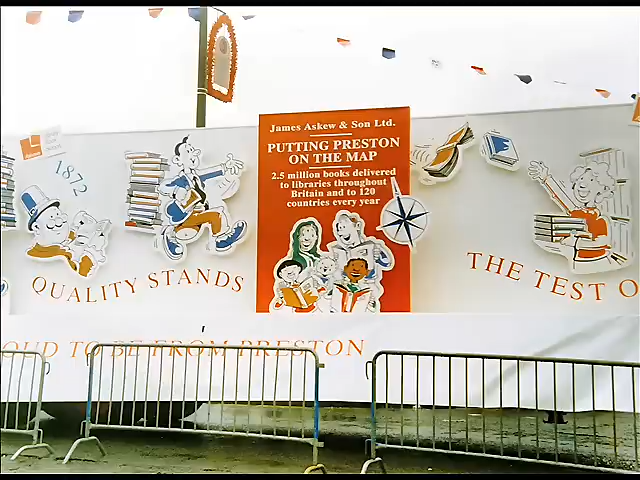 James Askew & Son Ltd.
PUTTING PRESTON
ON THE MAP
2.5 million books delivered
to libraries throughout
Britain and to 120
countries every year
1872
QUALITY STANDS
THE TEST O
OUD TO BE FROM PRESTON